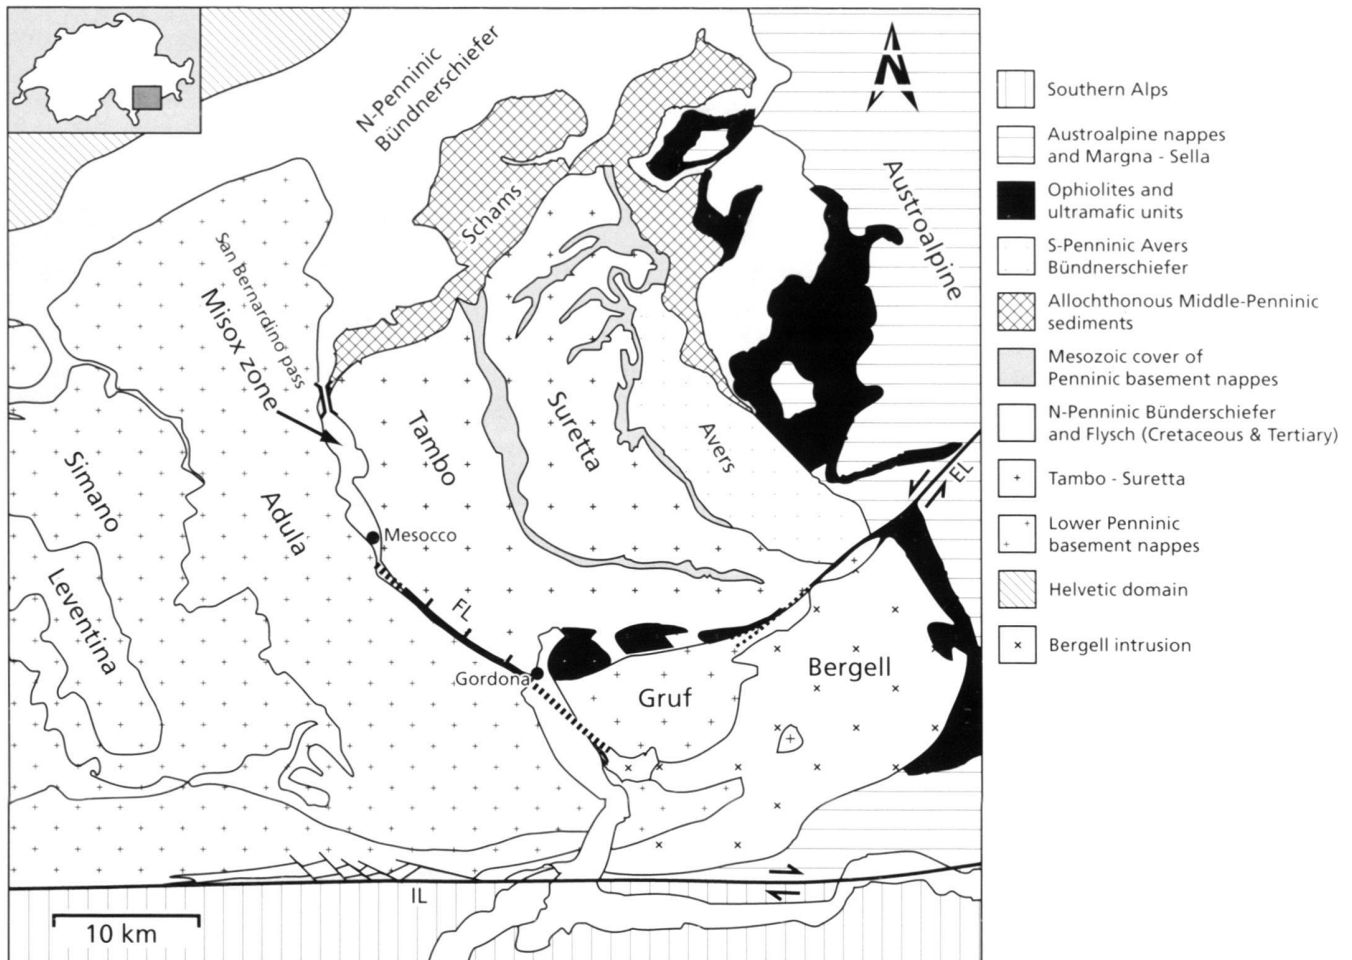 N-Penninic
Bündnerschiefer
N
Schams
Austroalpine
San Bernardino pass
Misox zone
Tambo
Suretta
Avers
Simano
Adula
Mesocco
EL
Leventina
FL
Gordona
Gruf
Bergell
IL
10 km
Southern Alps
Austroalpine nappes
and Margna - Sella
Ophiolites and
ultramafic units
S-Penninic Avers
Bündnerschiefer
Allochthonous Middle-Penninic
sediments
Mesozoic cover of
Penninic basement nappes
N-Penninic Bünderschiefer
and Flysch (Cretaceous & Tertiary)
Tambo - Suretta
Lower Penninic
basement nappes
Helvetic domain
Bergell intrusion